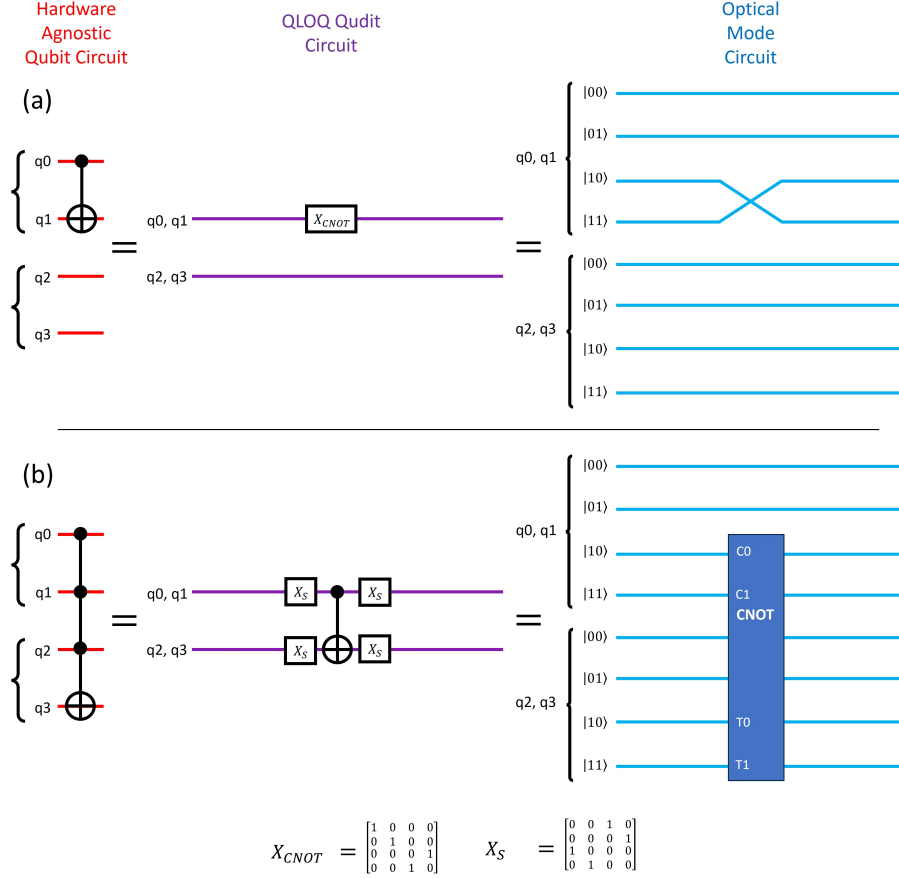 Hardware
Agnostic
Qubit Circuit
QLOQ Qudit
Circuit
Optical
Mode
Circuit
(a)
q0
q1
q2
q3
=
q0, q1
X_CNOT
q2, q3
=
q0, q1
|00⟩
|01⟩
|10⟩
|11⟩
q2, q3
|00⟩
|01⟩
|10⟩
|11⟩
(b)
q0
q1
q2
q3
=
q0, q1
X_S
X_S
q2, q3
X_S
X_S
=
q0, q1
|00⟩
|01⟩
|10⟩
|11⟩
q2, q3
|00⟩
|01⟩
|10⟩
|11⟩
C0
C1
CNOT
T0
T1
X_CNOT =
1 0 0 0
0 1 0 0
0 0 0 1
0 0 1 0
X_S =
0 0 1 0
0 0 0 1
1 0 0 0
0 1 0 0